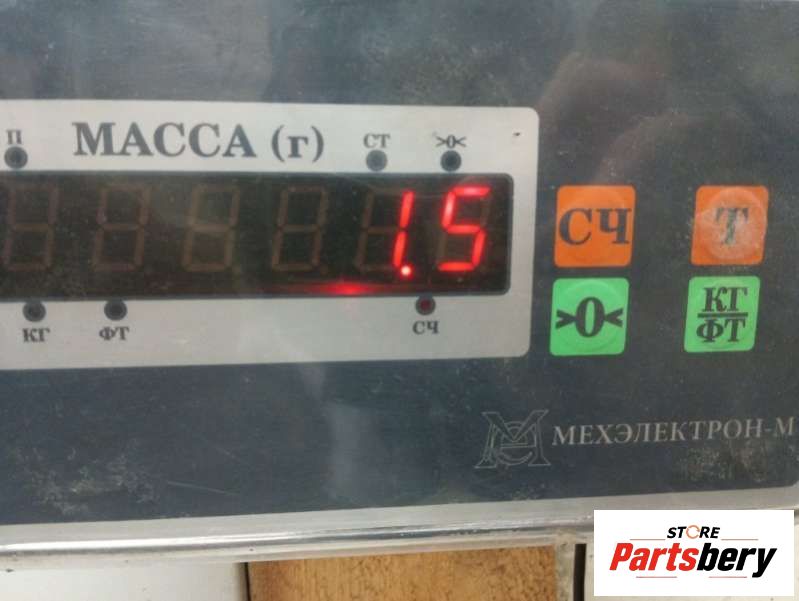 П
МАССА (г)
СТ
>0<
1.5
КГ
ФТ
СЧ
СЧ
Т
>0<
КГ
ФТ
МЕХЭЛЕКТРОН-М
STORE
Partsbery